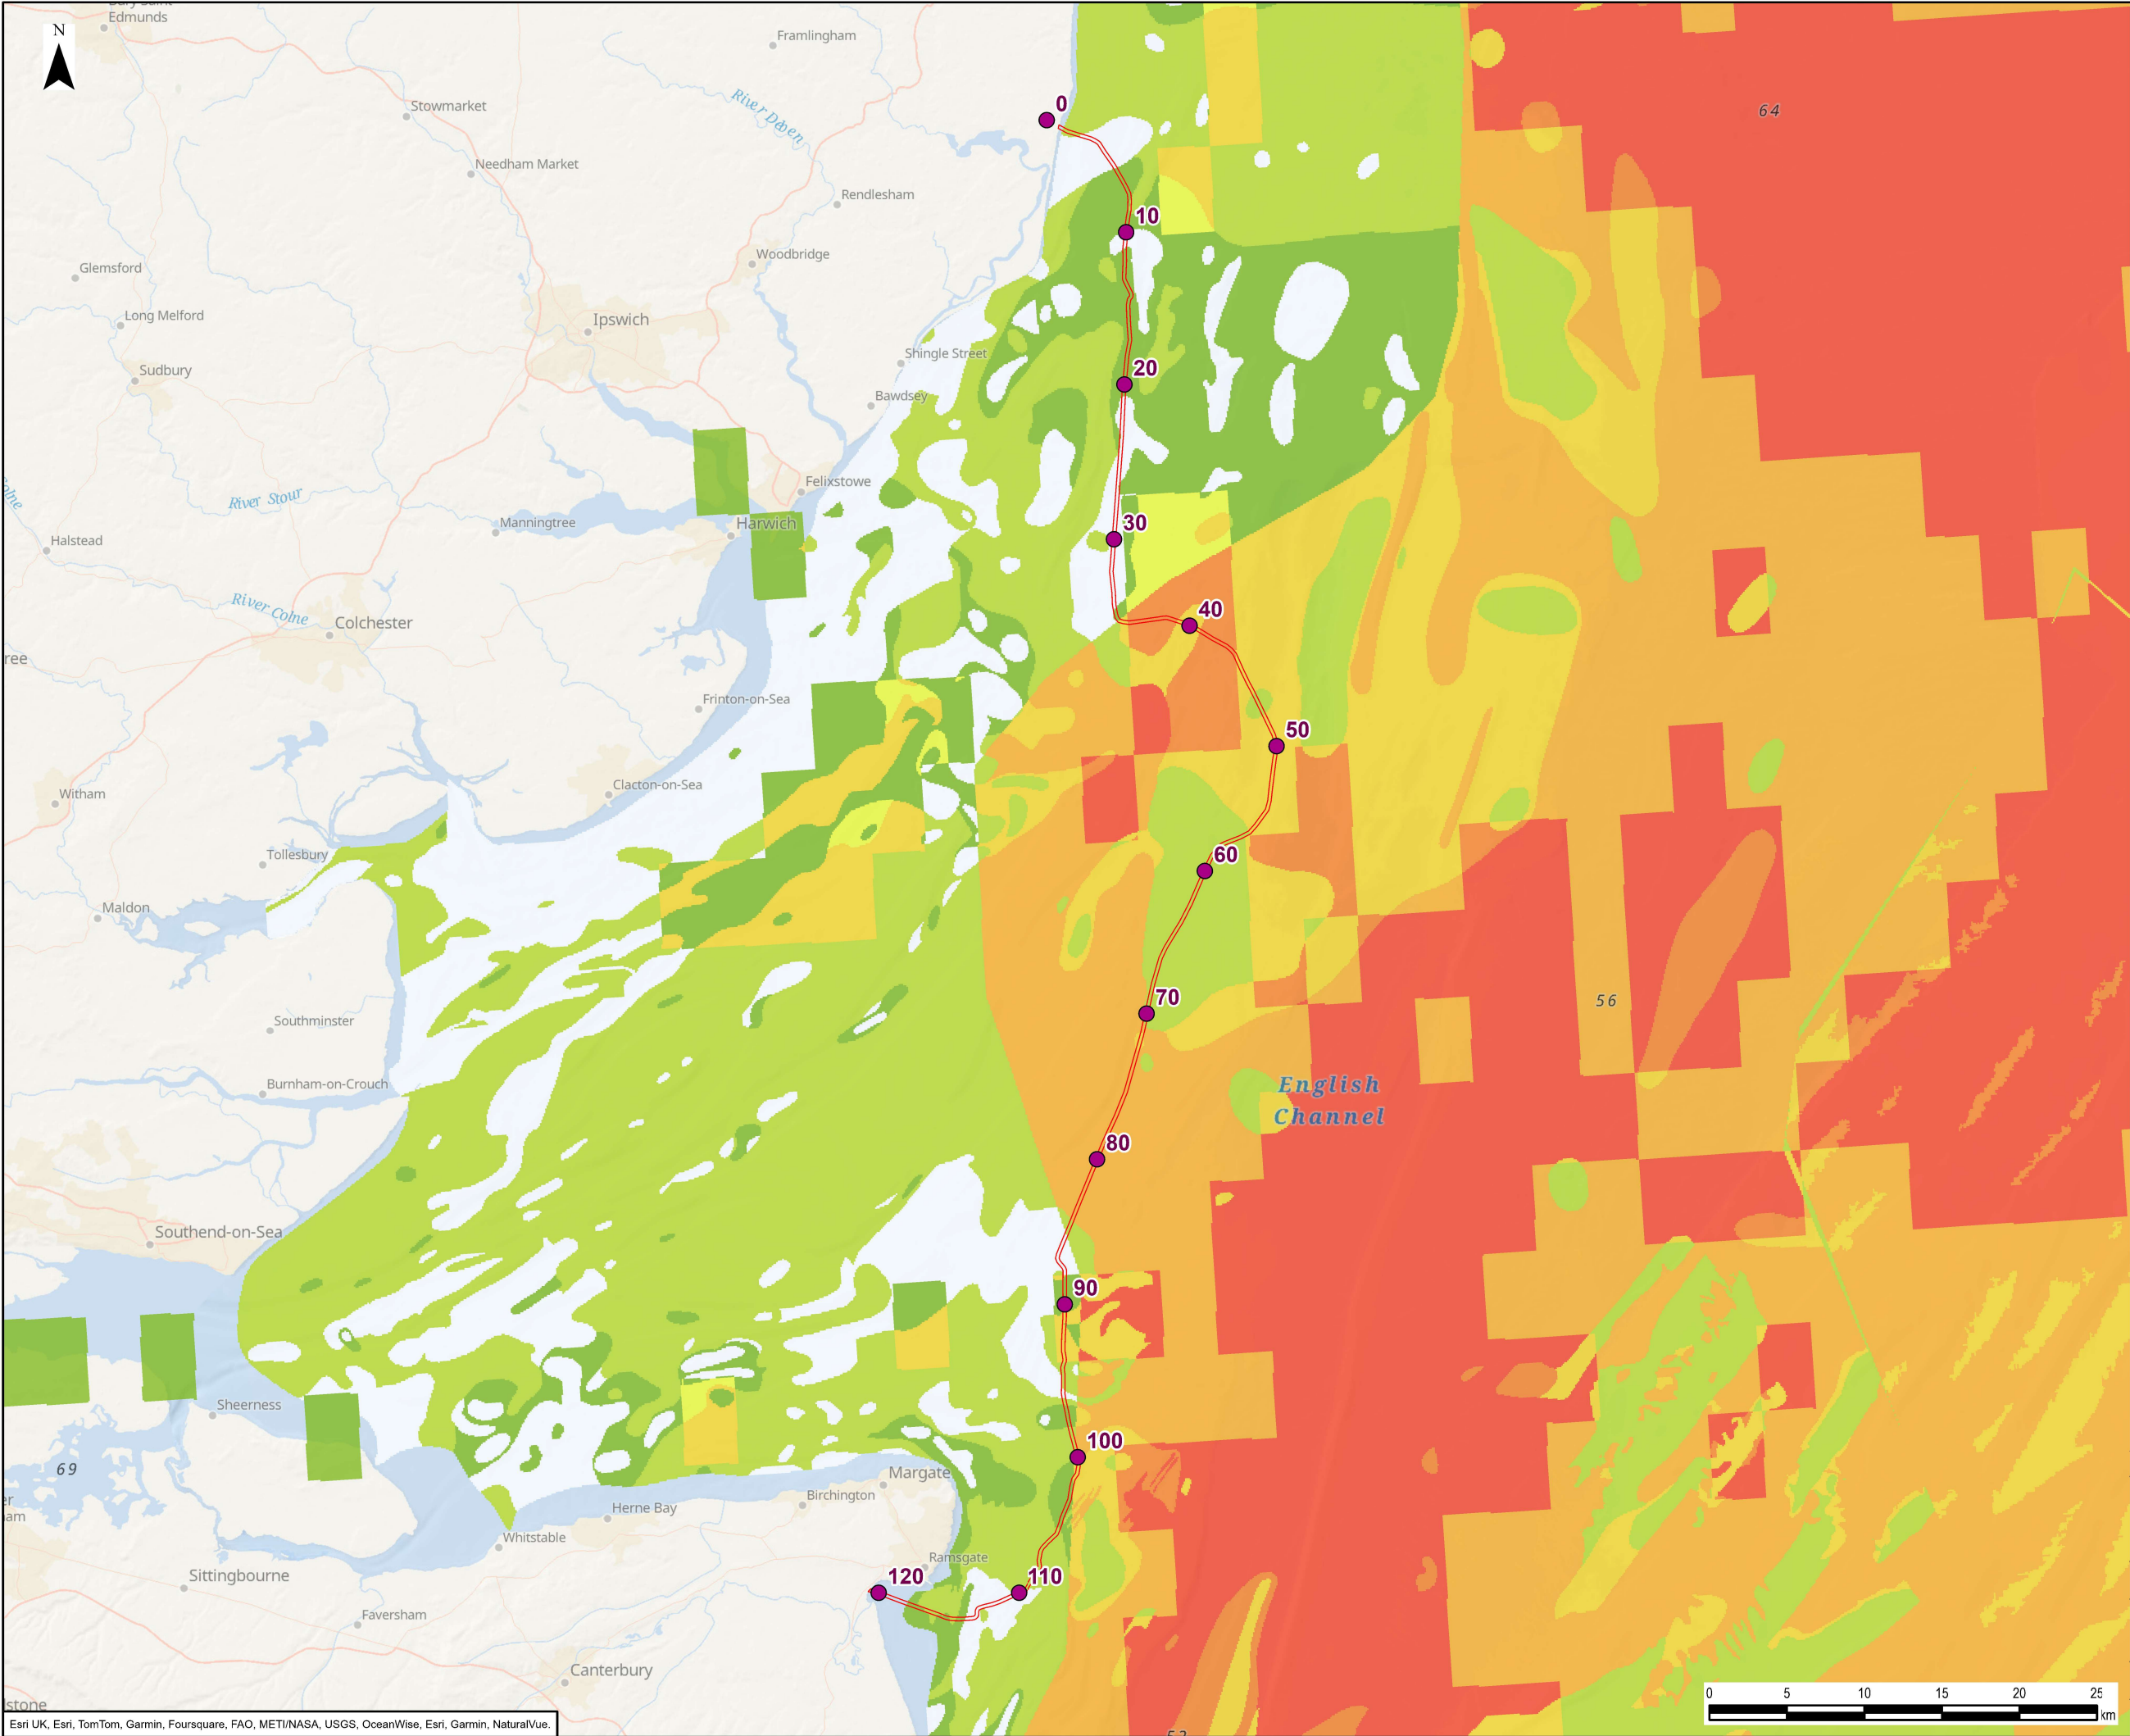 Edmunds
N
Framlingham
64
Stowmarket
River Deben
0
Needham Market
Rendlesham
10
Woodbridge
Glemsford
Long Melford
Ipswich
Shingle Street
Sudbury
20
Bawdsey
Felixstowe
River Stour
Colne
Manningtree
Harwich
30
Halstead
River Colne
Colchester
40
ree
Frinton-on-Sea
50
Clacton-on-Sea
Witham
Tollesbury
60
Maldon
70
56
Southminster
Burnham-on-Crouch
English
Channel
80
Southend-on-Sea
90
Sheerness
100
69
Margate
Birchington
Herne Bay
er
am
Whitstable
Ramsgate
Sittingbourne
120
110
Faversham
Canterbury
0 5 10 15 20 25
km
lstone
Esri UK, Esri, TomTom, Garmin, Foursquare, FAO, METI/NASA, USGS, OceanWise, Esri, Garmin, NaturalVue.